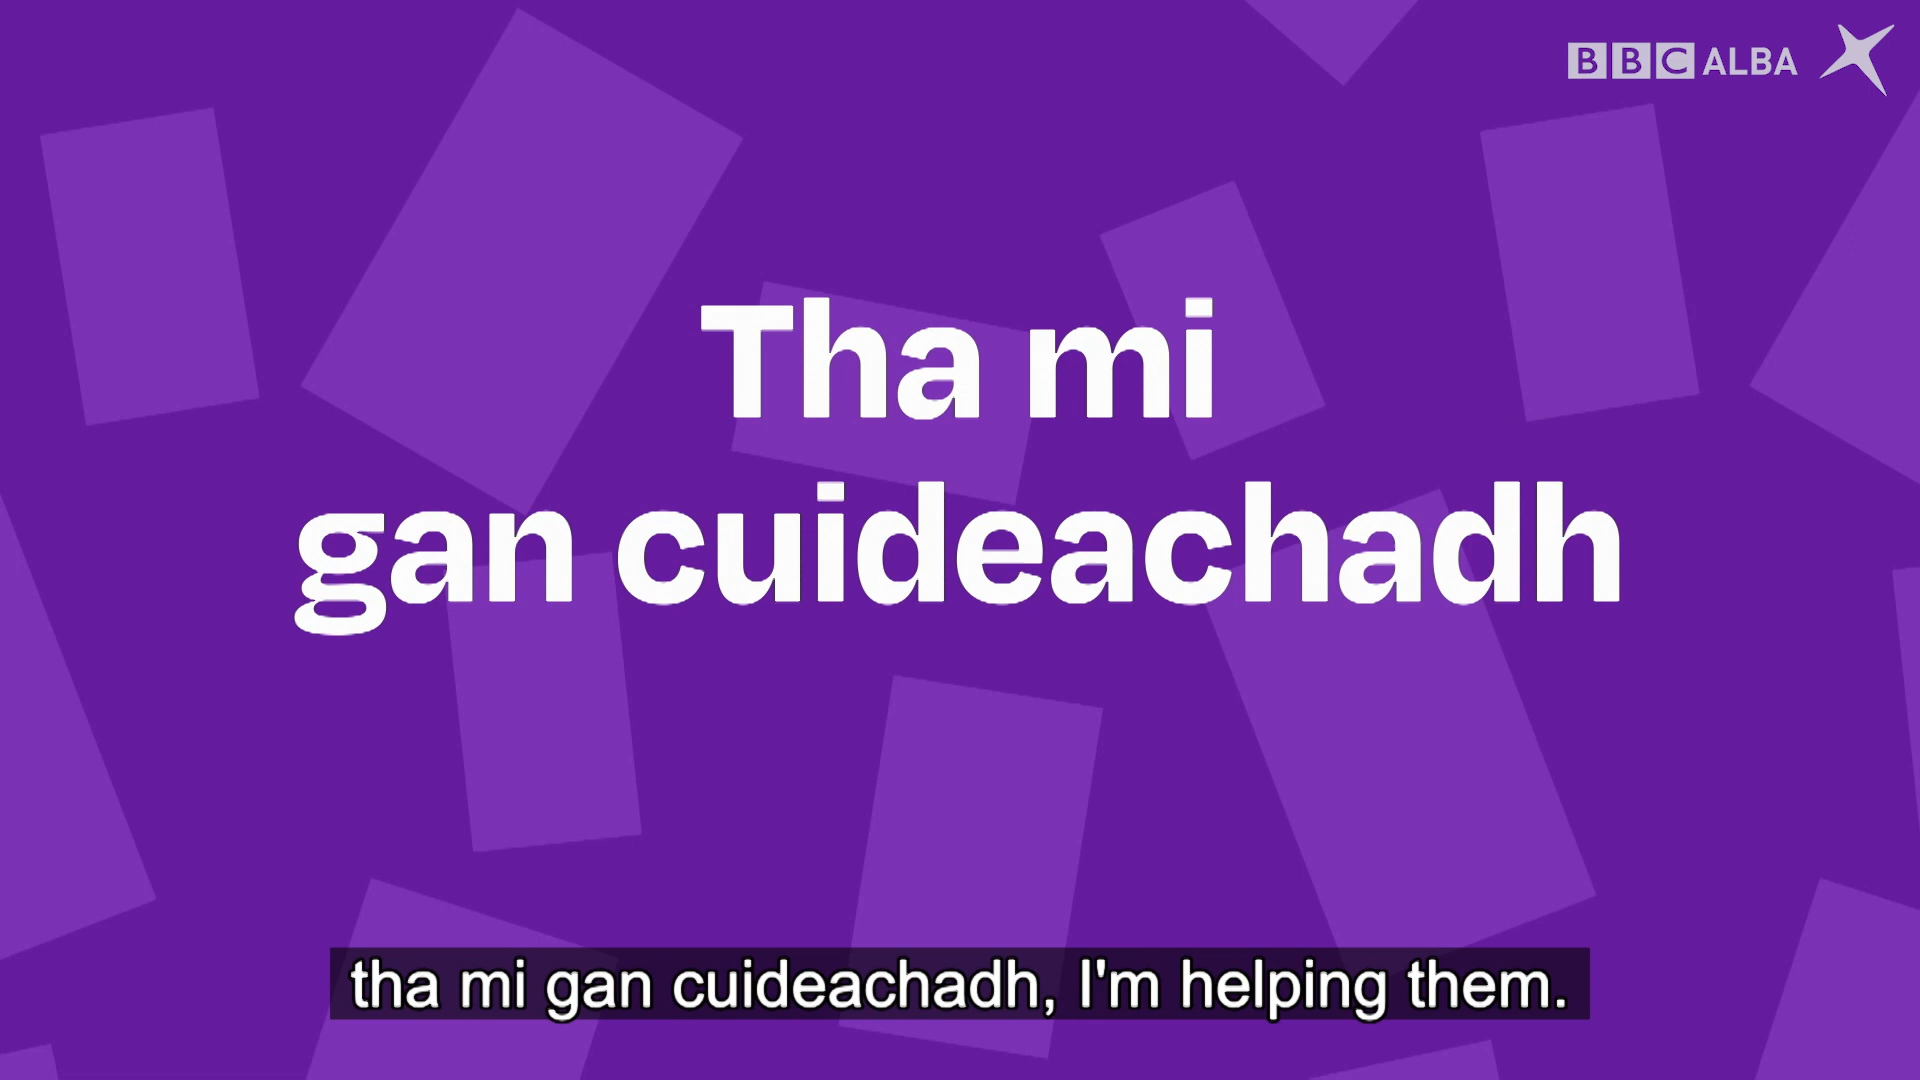 BBC ALBA
Tha mi
gan cuideachadh
tha mi gan cuideachadh, I'm helping them.